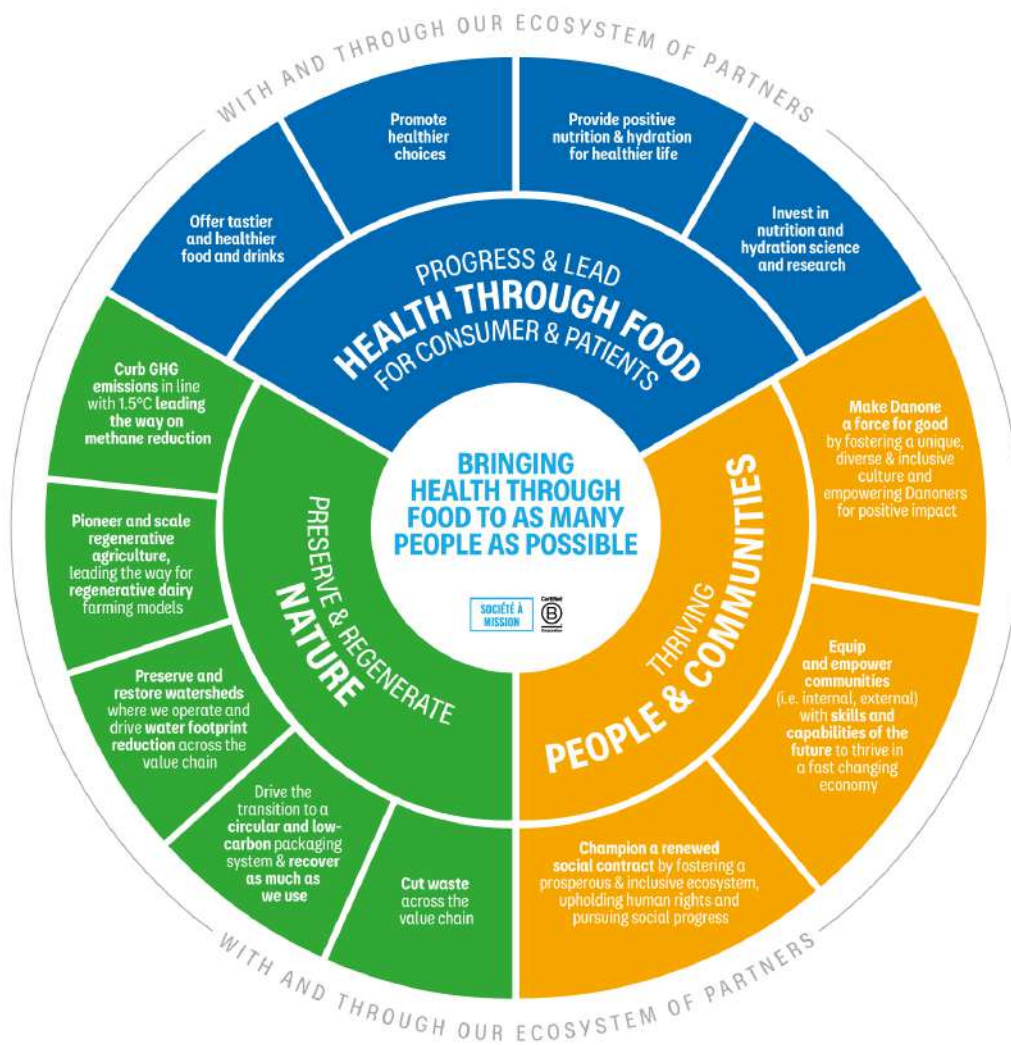 WITH AND THROUGH OUR ECOSYSTEM OF PARTNERS
Offer tastier
and healthier
food and drinks
Promote
healthier
choices
Provide positive
nutrition & hydration
for healthier life
Invest in
nutrition and
hydration science
and research
PROGRESS & LEAD
HEALTH THROUGH FOOD
FOR CONSUMER & PATIENTS
Curb GHG
emissions in line
with 1.5°C leading
the way on
methane reduction
Pioneer and scale
regenerative
agriculture,
leading the way for
regenerative dairy
farming models
Preserve and
restore watersheds
where we operate and
drive water footprint
reduction across the
value chain
Drive the
transition to a
circular and low-
carbon packaging
system & recover
as much as
we use
Cut waste
across the
value chain
PRESERVE & REGENERATE
NATURE
BRINGING
HEALTH THROUGH
FOOD TO AS MANY
PEOPLE AS POSSIBLE
SOCIÉTÉ À
MISSION
Certified
B
Corporation
THRIVING
PEOPLE & COMMUNITIES
Make Danone
a force for good
by fostering a unique,
diverse & inclusive
culture and
empowering Danoners
for positive impact
Equip
and empower
communities
(i.e. internal, external)
with skills and
capabilities of the
future to thrive in
a fast changing
economy
Champion a renewed
social contract by fostering a
prosperous & inclusive ecosystem,
upholding human rights and
pursuing social progress
WITH AND THROUGH OUR ECOSYSTEM OF PARTNERS